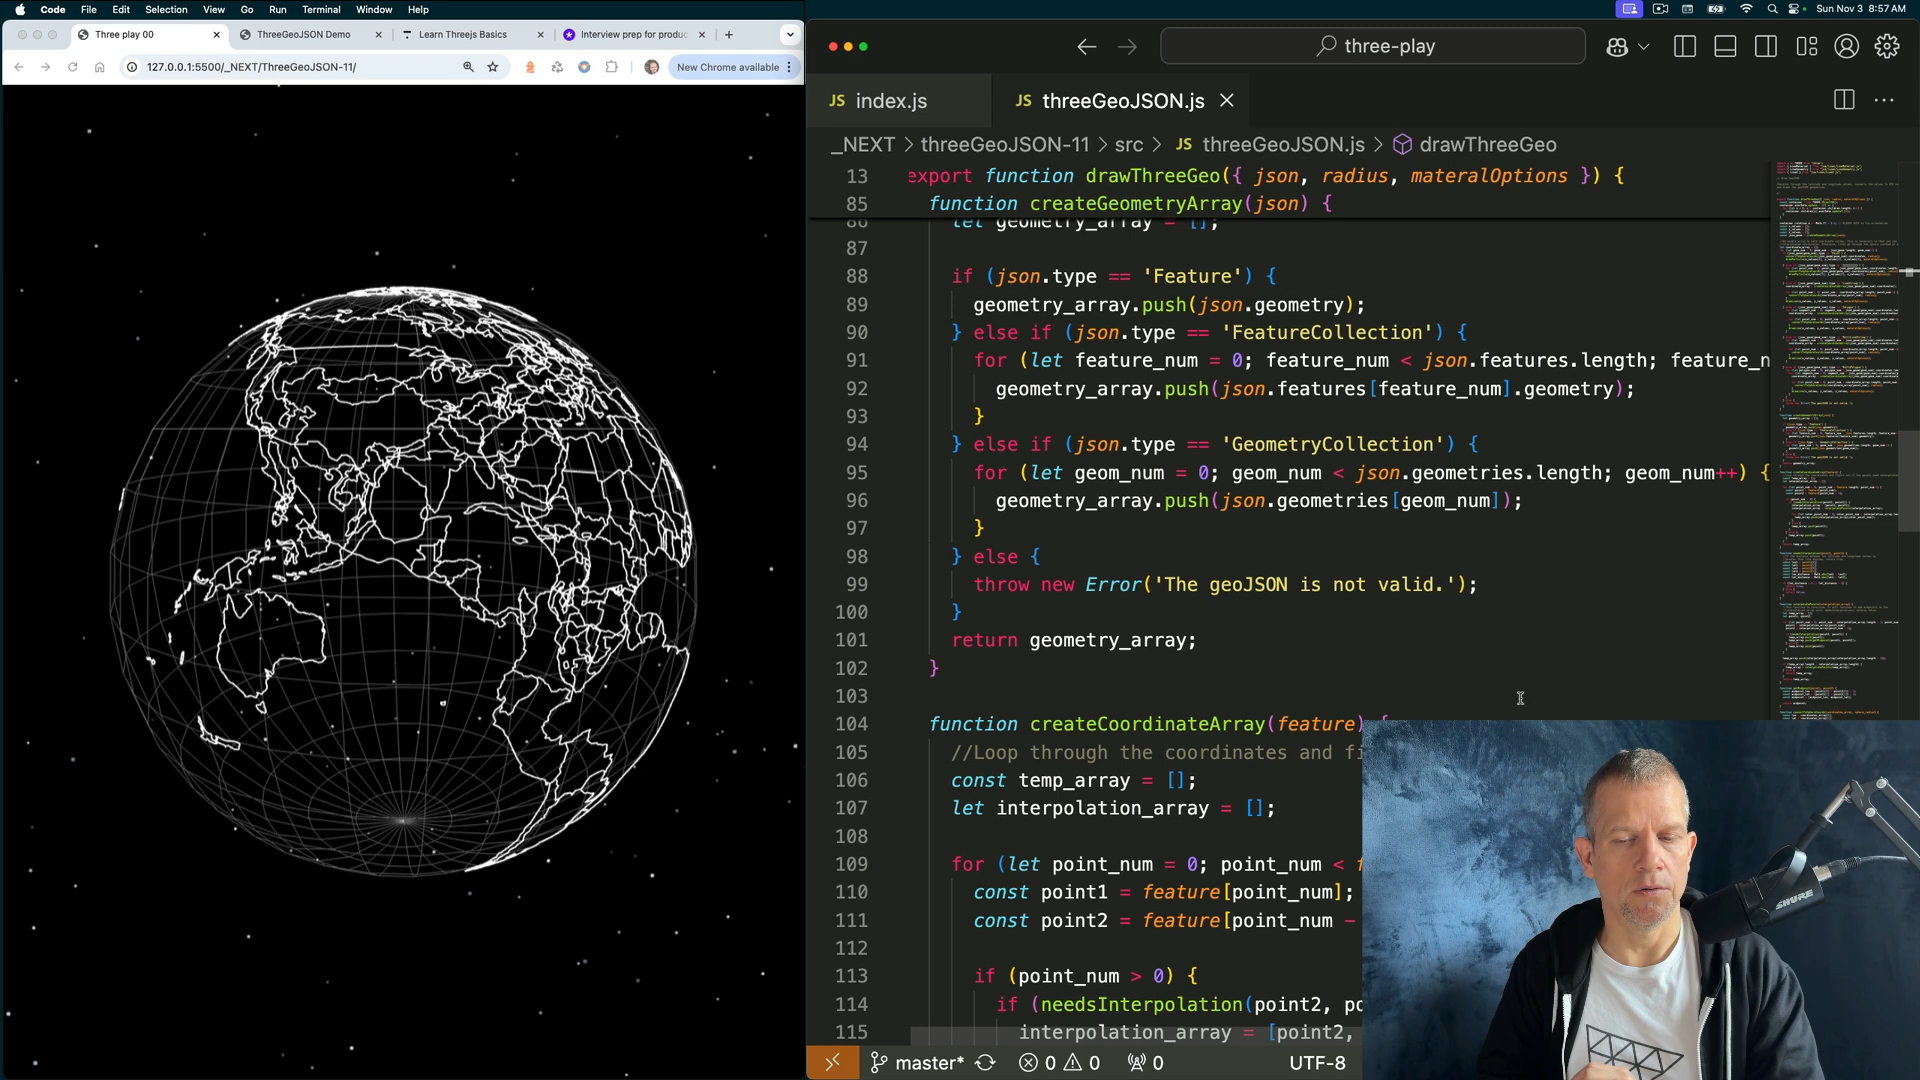 Code File Edit Selection View Go Run Terminal Window Help
Sun Nov 3 8:57 AM
Three play 00
ThreeGeoJSON Demo
Learn Threejs Basics
Interview prep for produc
127.0.0.1:5500/_NEXT/ThreeGeoJSON-11/
New Chrome available
three-play
JS index.js
JS threeGeoJSON.js
_NEXT > threeGeoJSON-11 > src > JS threeGeoJSON.js > drawThreeGeo
13 export function drawThreeGeo({ json, radius, materalOptions }) {
85 function createGeometryArray(json) {
86 let geometry_array = [];
87
88 if (json.type == 'Feature') {
89 geometry_array.push(json.geometry);
90 } else if (json.type == 'FeatureCollection') {
91 for (let feature_num = 0; feature_num < json.features.length; feature_n
92 geometry_array.push(json.features[feature_num].geometry);
93 }
94 } else if (json.type == 'GeometryCollection') {
95 for (let geom_num = 0; geom_num < json.geometries.length; geom_num++) {
96 geometry_array.push(json.geometries[geom_num]);
97 }
98 } else {
99 throw new Error('The geoJSON is not valid.');
100 }
101 return geometry_array;
102 }
103
104 function createCoordinateArray(feature) {
105 //Loop through the coordinates and fi
106 const temp_array = [];
107 let interpolation_array = [];
108
109 for (let point_num = 0; point_num < f
110 const point1 = feature[point_num];
111 const point2 = feature[point_num -
112
113 if (point_num > 0) {
114 if (needsInterpolation(point2, po
115 interpolation_array = [point2,
master* 0 0 0 UTF-8
SHURE